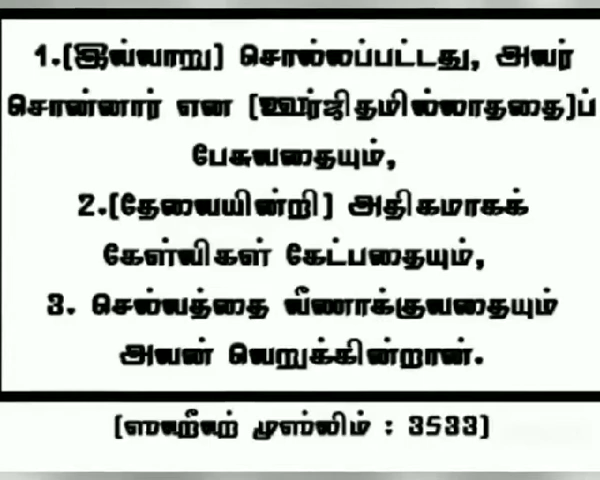 1.[இவ்வாறு] சொல்லப்பட்டது, அவர்
சொன்னார் என [ஊர்ஜிதமில்லாததை]ப்
பேசுவதையும்,
2.[தேவையின்றி] அதிகமாகக்
கேள்விகள் கேட்பதையும்,
3. செல்வத்தை வீணாக்குவதையும்
அவன் வெறுக்கின்றான்.
[ஸஹீஹ் முஸ்லிம் : 3533]